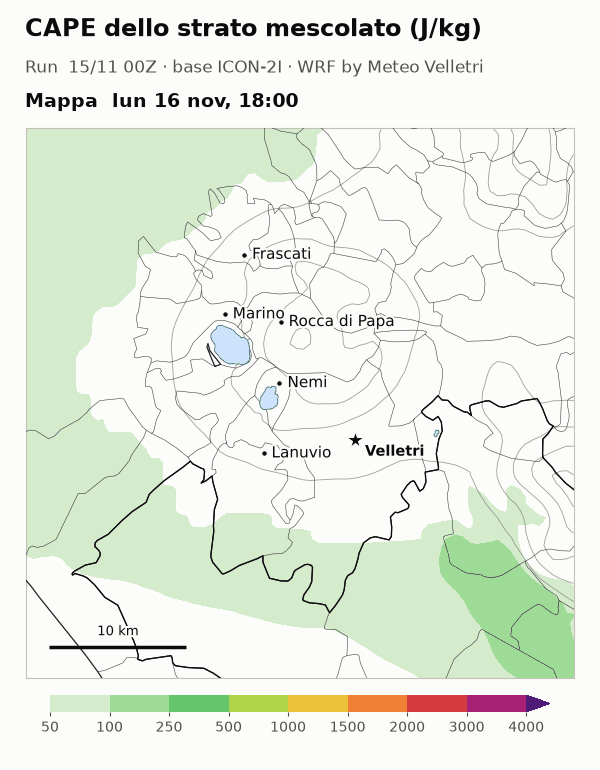 CAPE dello strato mescolato (J/kg)
Run  15/11 00Z · base ICON-2I · WRF by Meteo Velletri
Mappa  lun 16 nov, 18:00
Frascati
Marino
Rocca di Papa
Nemi
Velletri
Lanuvio
10 km
50 100 250 500 1000 1500 2000 3000 4000